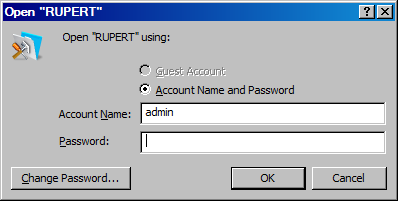 Open "RUPERT"
Open "RUPERT" using:
Guest Account
Account Name and Password
Account Name: admin
Password:
Change Password... OK Cancel